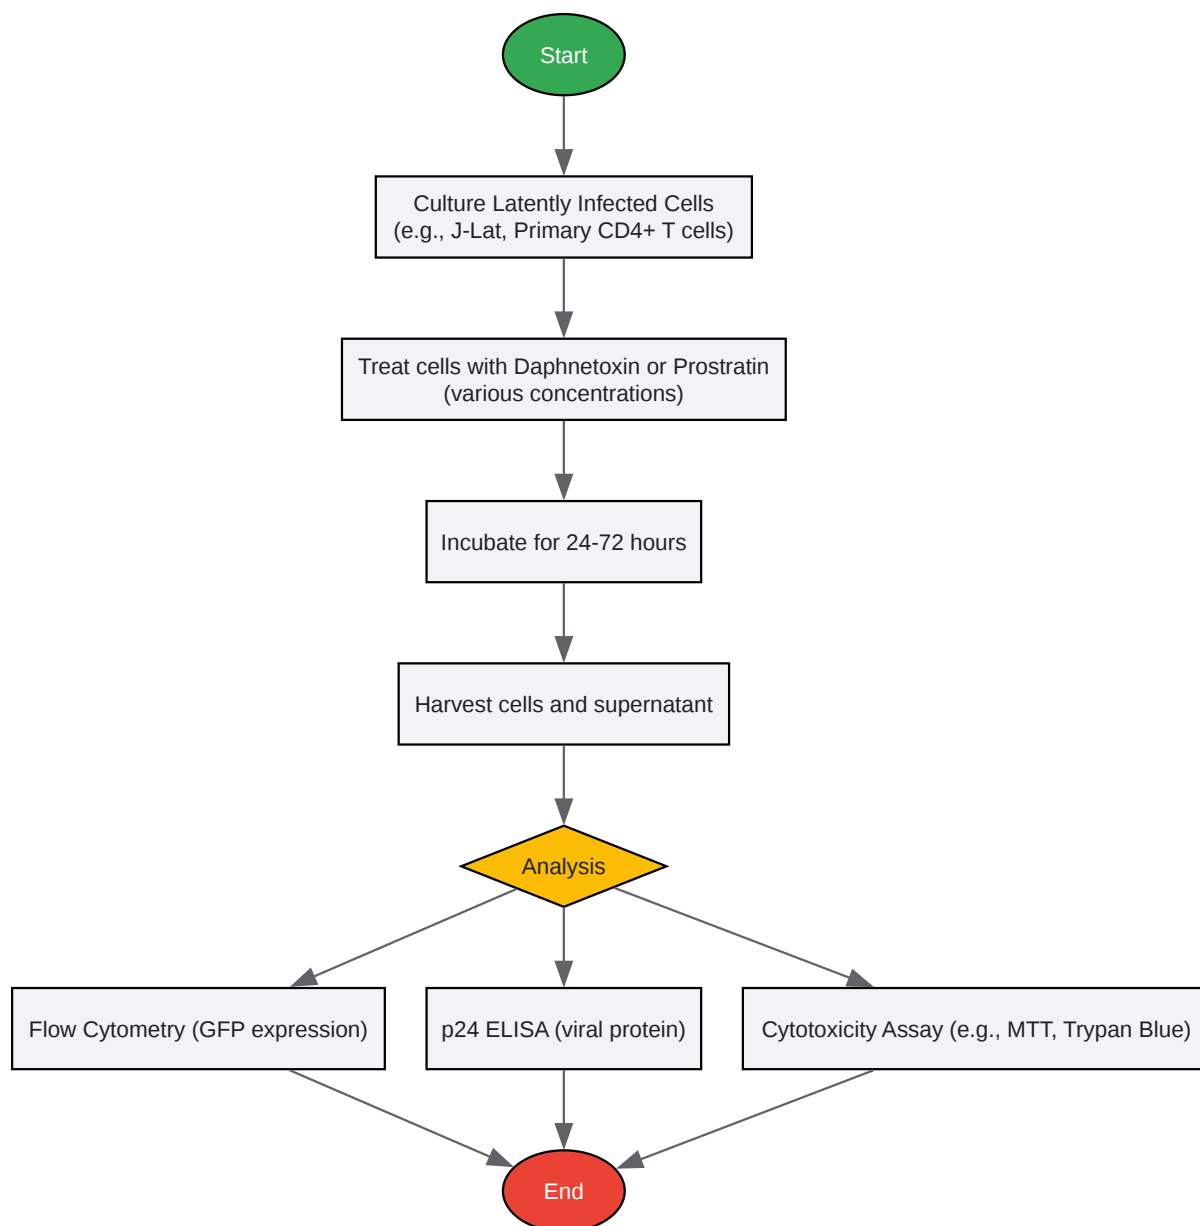 Start
Culture Latently Infected Cells
(e.g., J-Lat, Primary CD4+ T cells)
Treat cells with Daphnetoxin or Prostratin
(various concentrations)
Incubate for 24-72 hours
Harvest cells and supernatant
Analysis
Flow Cytometry (GFP expression)
p24 ELISA (viral protein)
Cytotoxicity Assay (e.g., MTT, Trypan Blue)
End